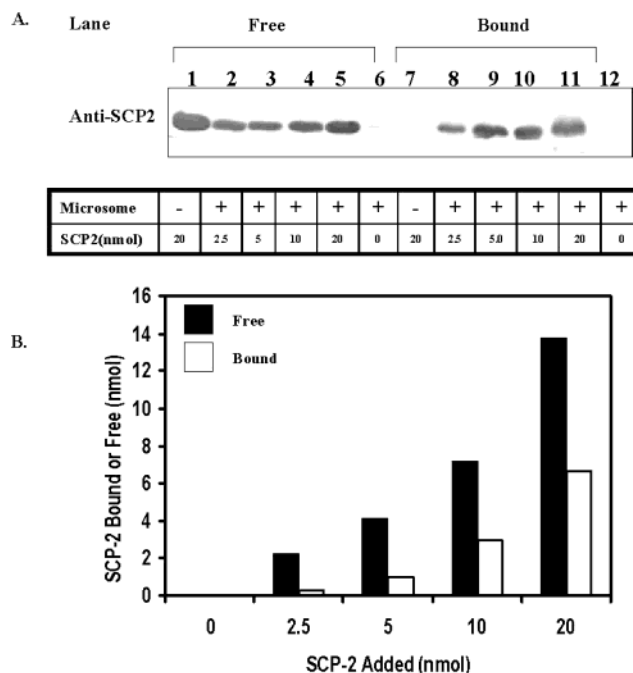 A.
Lane Free Bound
1 2 3 4 5 6 7 8 9 10 11 12
Anti-SCP2
Microsome - + + + + + - + + + + +
SCP2(nmol) 20 2.5 5 10 20 0 20 2.5 5.0 10 20 0
B.
16
14
12
10
8
6
4
2
0
SCP-2 Bound or Free (nmol)
Free
Bound
0 2.5 5 10 20
SCP-2 Added (nmol)